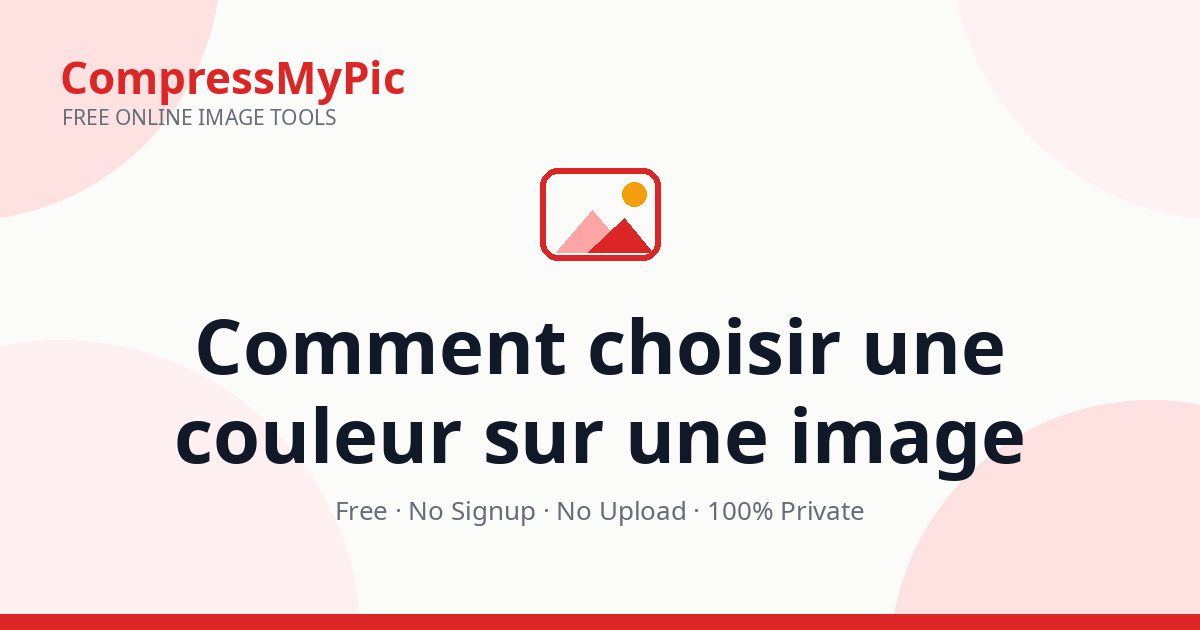 CompressMyPic
FREE ONLINE IMAGE TOOLS
Comment choisir une
couleur sur une image
Free · No Signup · No Upload · 100% Private